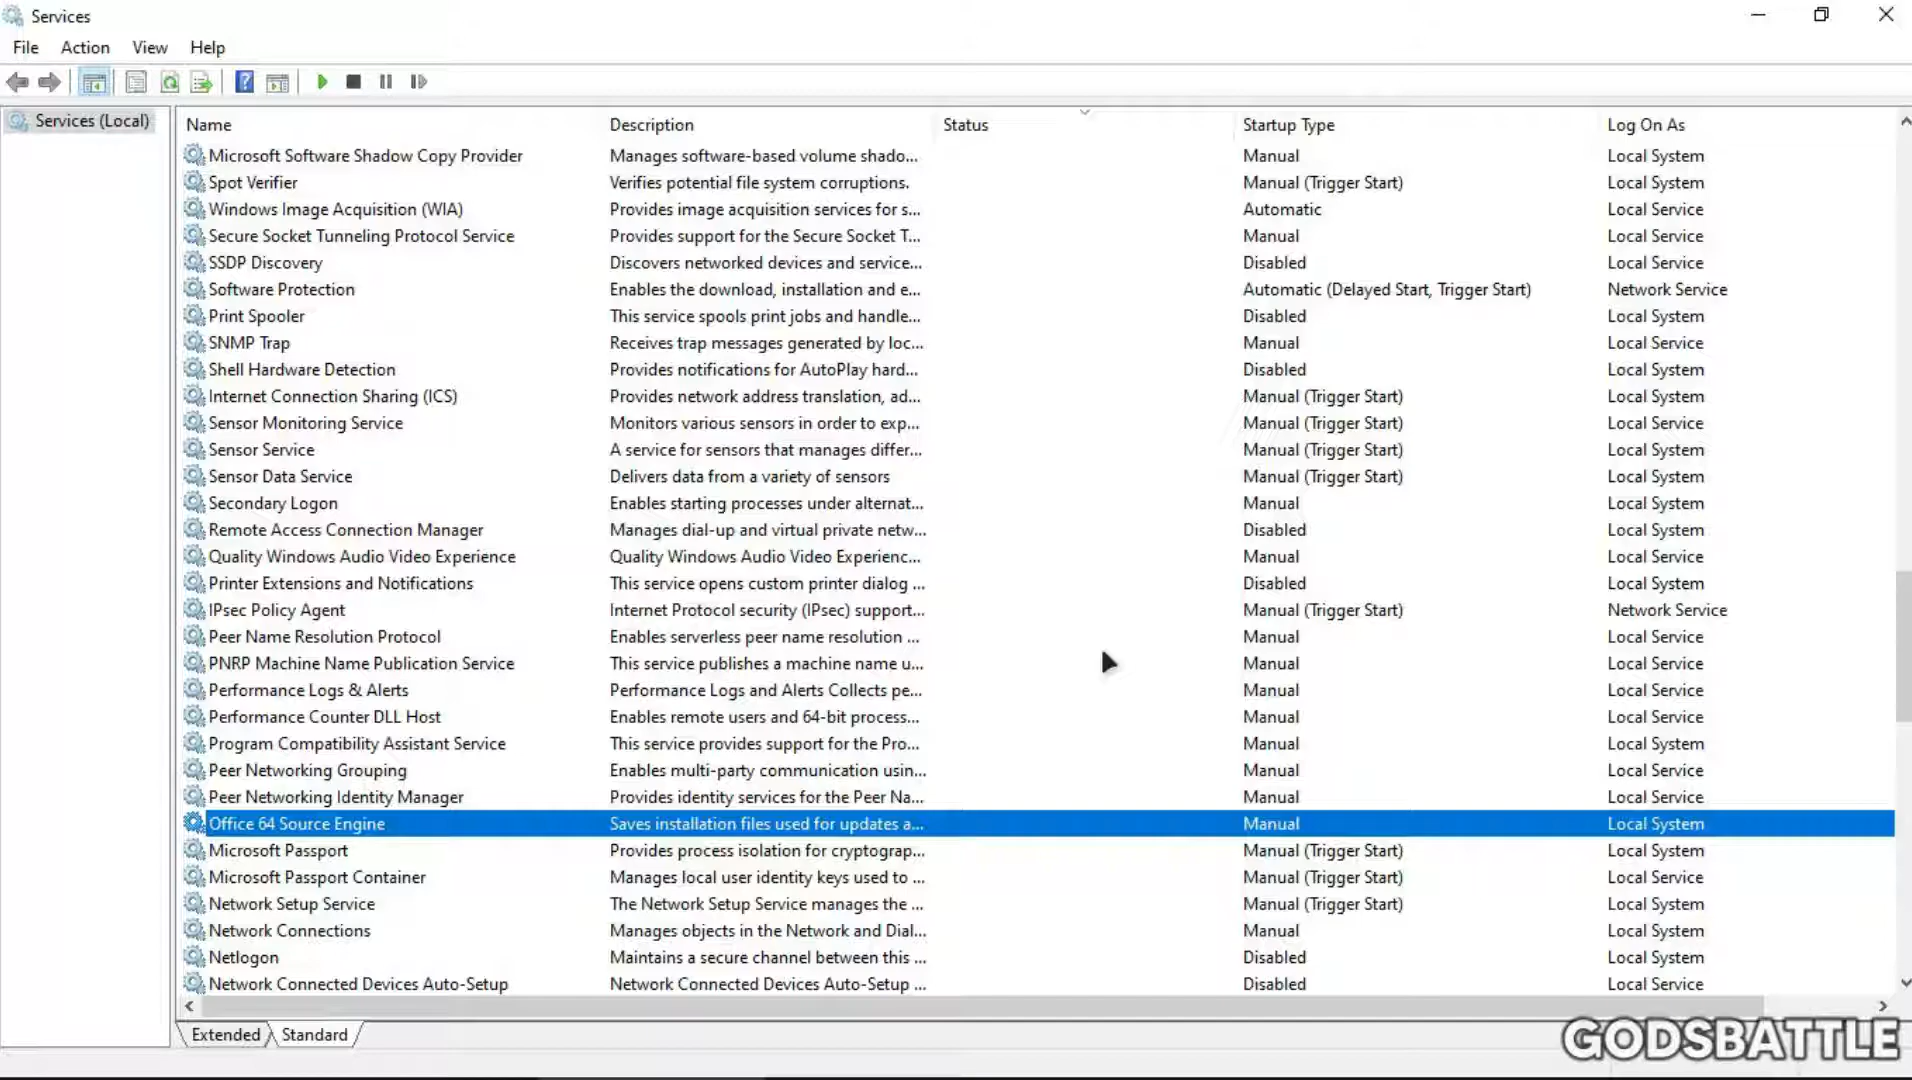 Services
File Action View Help
Services (Local)
Name Description Status Startup Type Log On As
Microsoft Software Shadow Copy Provider Manages software-based volume shado... Manual Local System
Spot Verifier Verifies potential file system corruptions. Manual (Trigger Start) Local System
Windows Image Acquisition (WIA) Provides image acquisition services for s... Automatic Local Service
Secure Socket Tunneling Protocol Service Provides support for the Secure Socket T... Manual Local Service
SSDP Discovery Discovers networked devices and service... Disabled Local Service
Software Protection Enables the download, installation and e... Automatic (Delayed Start, Trigger Start) Network Service
Print Spooler This service spools print jobs and handle... Disabled Local System
SNMP Trap Receives trap messages generated by loc... Manual Local Service
Shell Hardware Detection Provides notifications for AutoPlay hard... Disabled Local System
Internet Connection Sharing (ICS) Provides network address translation, ad... Manual (Trigger Start) Local System
Sensor Monitoring Service Monitors various sensors in order to exp... Manual (Trigger Start) Local Service
Sensor Service A service for sensors that manages differ... Manual (Trigger Start) Local System
Sensor Data Service Delivers data from a variety of sensors Manual (Trigger Start) Local System
Secondary Logon Enables starting processes under alternat... Manual Local System
Remote Access Connection Manager Manages dial-up and virtual private netw... Disabled Local System
Quality Windows Audio Video Experience Quality Windows Audio Video Experienc... Manual Local Service
Printer Extensions and Notifications This service opens custom printer dialog ... Disabled Local System
IPsec Policy Agent Internet Protocol security (IPsec) support... Manual (Trigger Start) Network Service
Peer Name Resolution Protocol Enables serverless peer name resolution ... Manual Local Service
PNRP Machine Name Publication Service This service publishes a machine name u... Manual Local Service
Performance Logs & Alerts Performance Logs and Alerts Collects pe... Manual Local Service
Performance Counter DLL Host Enables remote users and 64-bit process... Manual Local Service
Program Compatibility Assistant Service This service provides support for the Pro... Manual Local System
Peer Networking Grouping Enables multi-party communication usin... Manual Local Service
Peer Networking Identity Manager Provides identity services for the Peer Na... Manual Local Service
Office 64 Source Engine Saves installation files used for updates a... Manual Local System
Microsoft Passport Provides process isolation for cryptograp... Manual (Trigger Start) Local System
Microsoft Passport Container Manages local user identity keys used to ... Manual (Trigger Start) Local Service
Network Setup Service The Network Setup Service manages the ... Manual (Trigger Start) Local System
Network Connections Manages objects in the Network and Dial... Manual Local System
Netlogon Maintains a secure channel between this ... Disabled Local System
Network Connected Devices Auto-Setup Network Connected Devices Auto-Setup ... Disabled Local Service
Extended Standard
GODSBATTLE